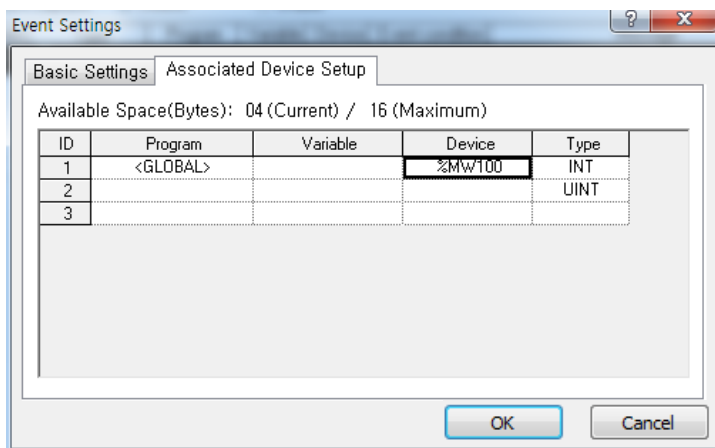 Event Settings
Basic Settings Associated Device Setup
Available Space(Bytes): 04 (Current) / 16 (Maximum)
ID Program Variable Device Type
1 <GLOBAL> %MW100 INT
2 UINT
3
OK Cancel